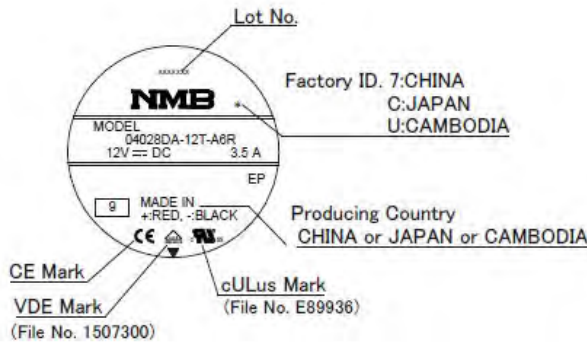 Lot No.
xxxxxxx
NMB *
Factory ID. 7:CHINA
C:JAPAN
U:CAMBODIA
MODEL
04028DA-12T-A6R
12V ⎓ DC 3.5 A
EP
9
MADE IN
+:RED, -:BLACK
Producing Country
CHINA or JAPAN or CAMBODIA
CE
CE Mark
VDE Mark
(File No. 1507300)
cULus Mark
(File No. E89936)